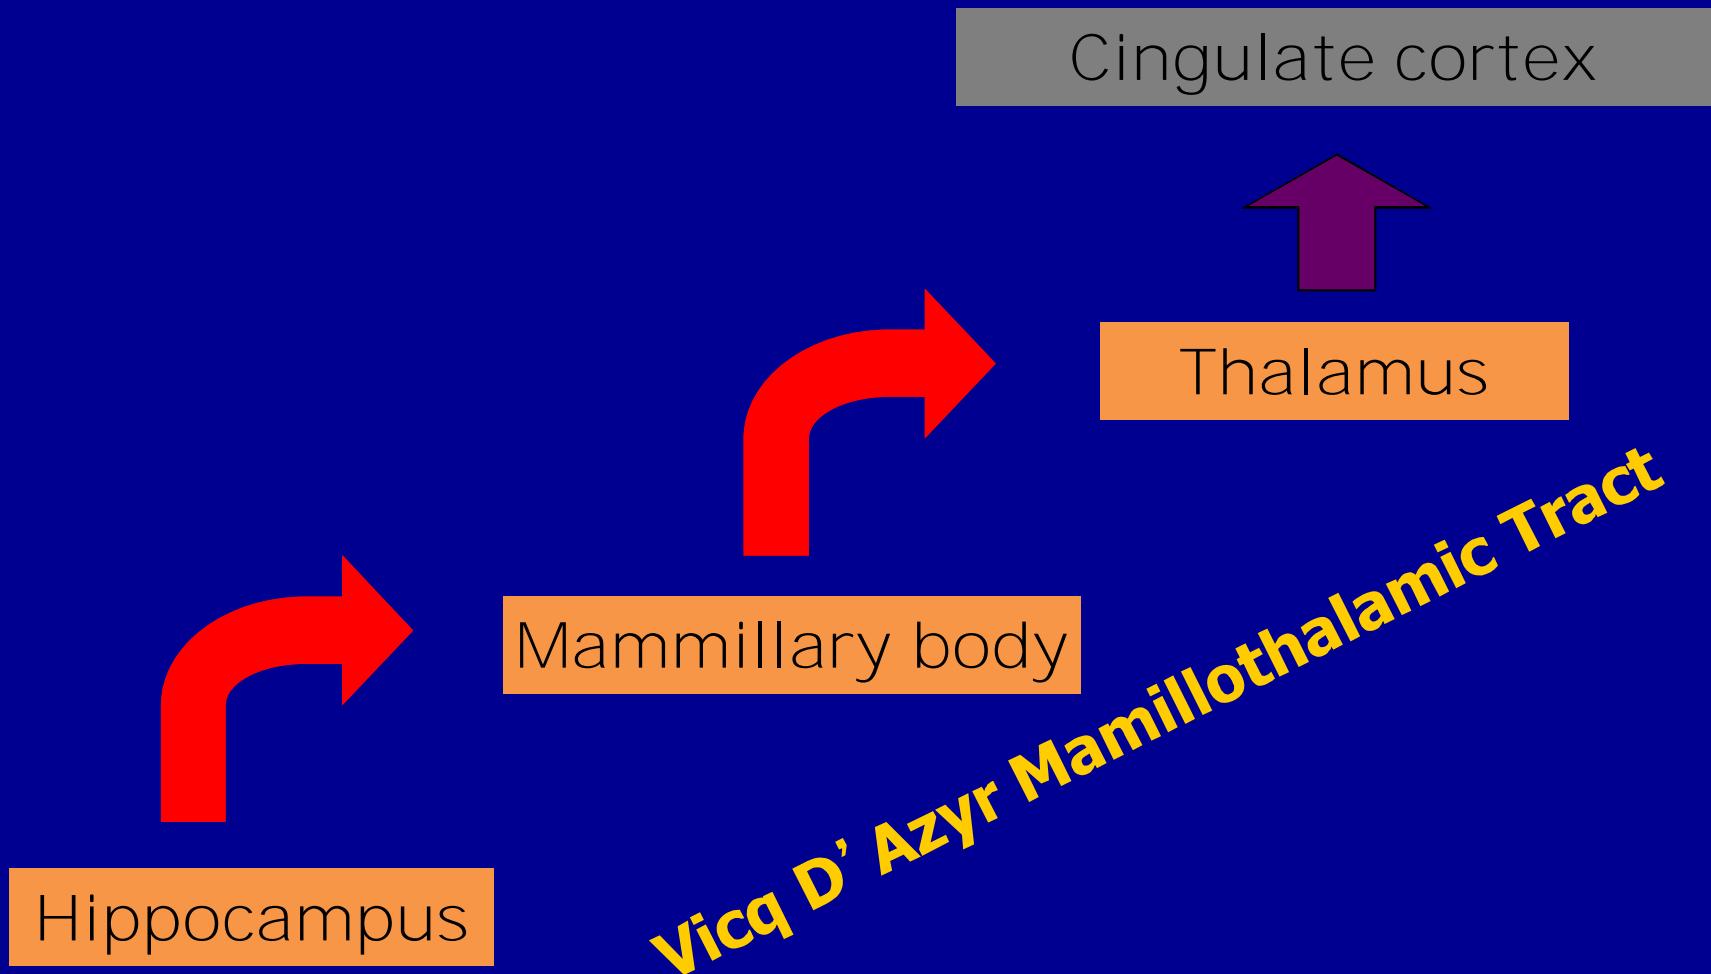 Cingulate cortex
Thalamus
Mammillary body
Vicq D’ Azyr Mamillothalamic Tract
Hippocampus